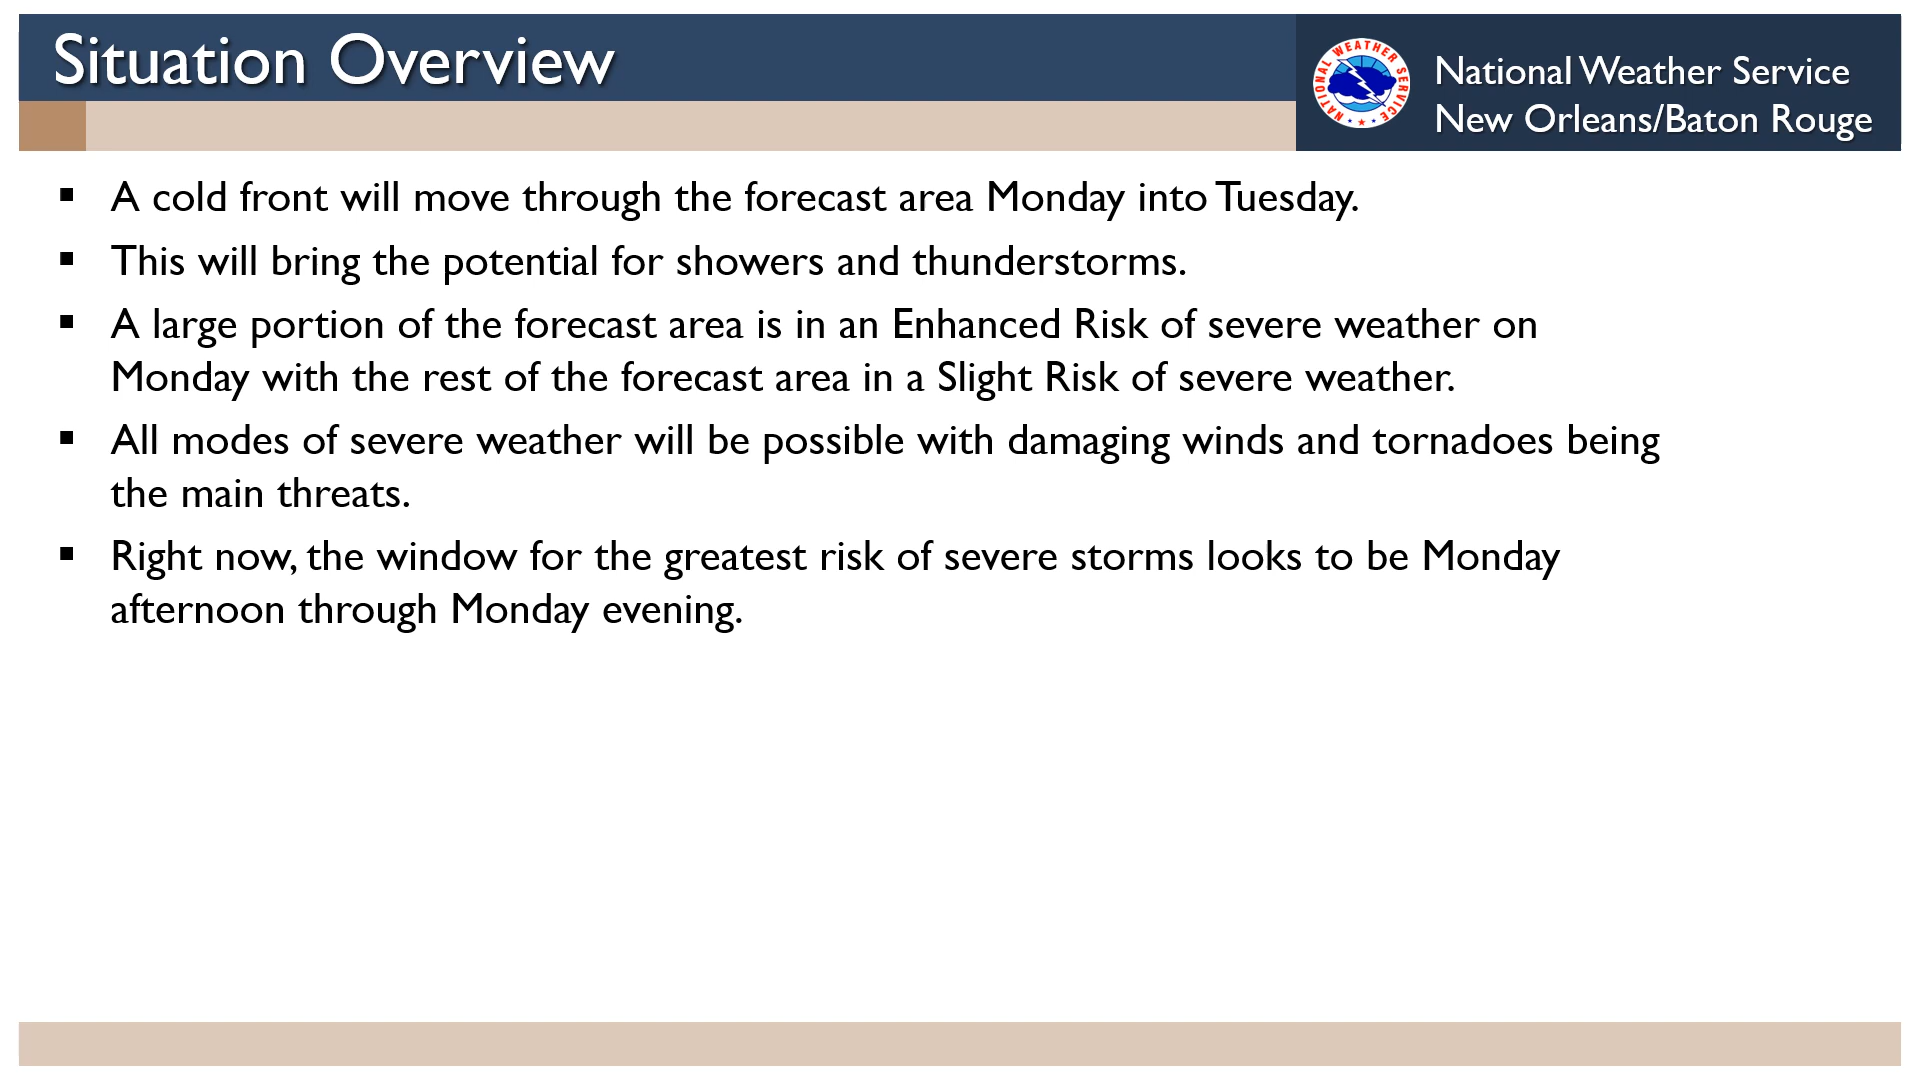 Situation Overview
NATIONAL WEATHER SERVICE
National Weather Service
New Orleans/Baton Rouge
▪ A cold front will move through the forecast area Monday into Tuesday.
▪ This will bring the potential for showers and thunderstorms.
▪ A large portion of the forecast area is in an Enhanced Risk of severe weather on
Monday with the rest of the forecast area in a Slight Risk of severe weather.
▪ All modes of severe weather will be possible with damaging winds and tornadoes being
the main threats.
▪ Right now, the window for the greatest risk of severe storms looks to be Monday
afternoon through Monday evening.